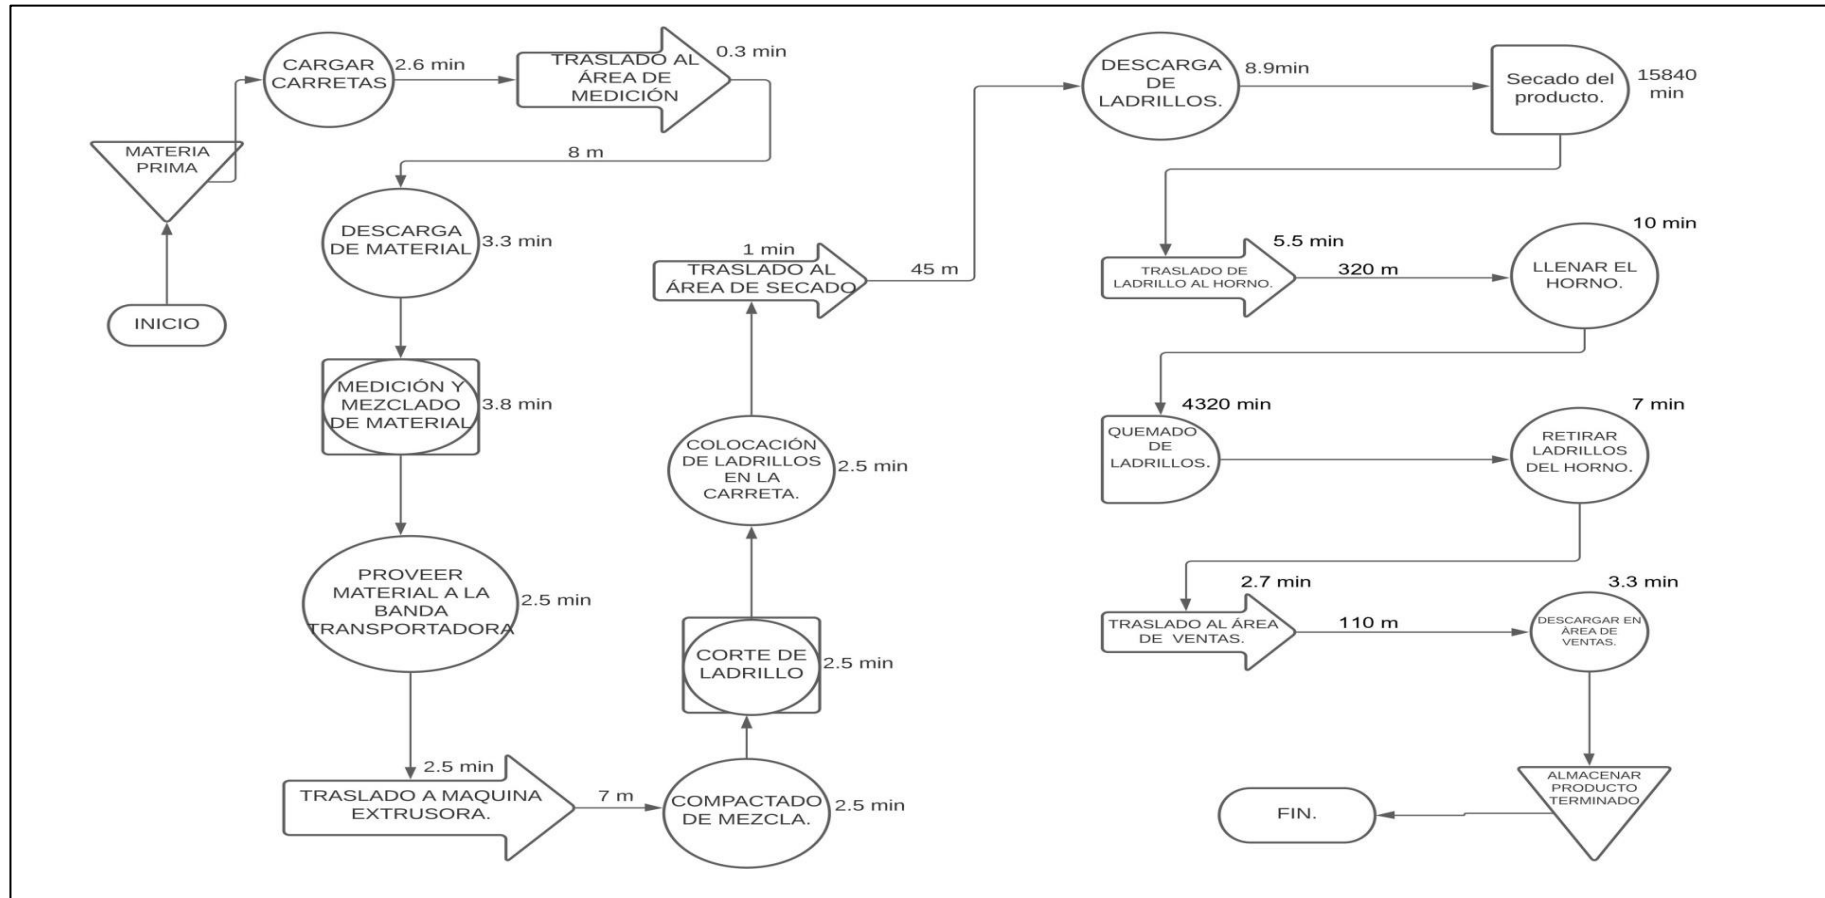 INICIO
MATERIA
PRIMA
CARGAR
CARRETAS
2.6 min
TRASLADO AL
ÁREA DE
MEDICIÓN
0.3 min
8 m
DESCARGA
DE MATERIAL
3.3 min
MEDICIÓN Y
MEZCLADO
DE MATERIAL
3.8 min
PROVEER
MATERIAL A LA
BANDA
TRANSPORTADORA
2.5 min
2.5 min
TRASLADO A MAQUINA
EXTRUSORA.
7 m
COMPACTADO
DE MEZCLA.
2.5 min
CORTE DE
LADRILLO
2.5 min
COLOCACIÓN
DE LADRILLOS
EN LA
CARRETA.
2.5 min
1 min
TRASLADO AL
ÁREA DE SECADO
45 m
DESCARGA
DE
LADRILLOS.
8.9min
Secado del
producto.
15840
min
5.5 min
TRASLADO DE
LADRILLO AL HORNO.
320 m
10 min
LLENAR EL
HORNO.
4320 min
QUEMADO
DE
LADRILLOS.
7 min
RETIRAR
LADRILLOS
DEL HORNO.
2.7 min
TRASLADO AL ÁREA
DE VENTAS.
110 m
3.3 min
DESCARGAR EN
ÀREA DE
VENTAS.
ALMACENAR
PRODUCTO
TERMINADO
FIN.